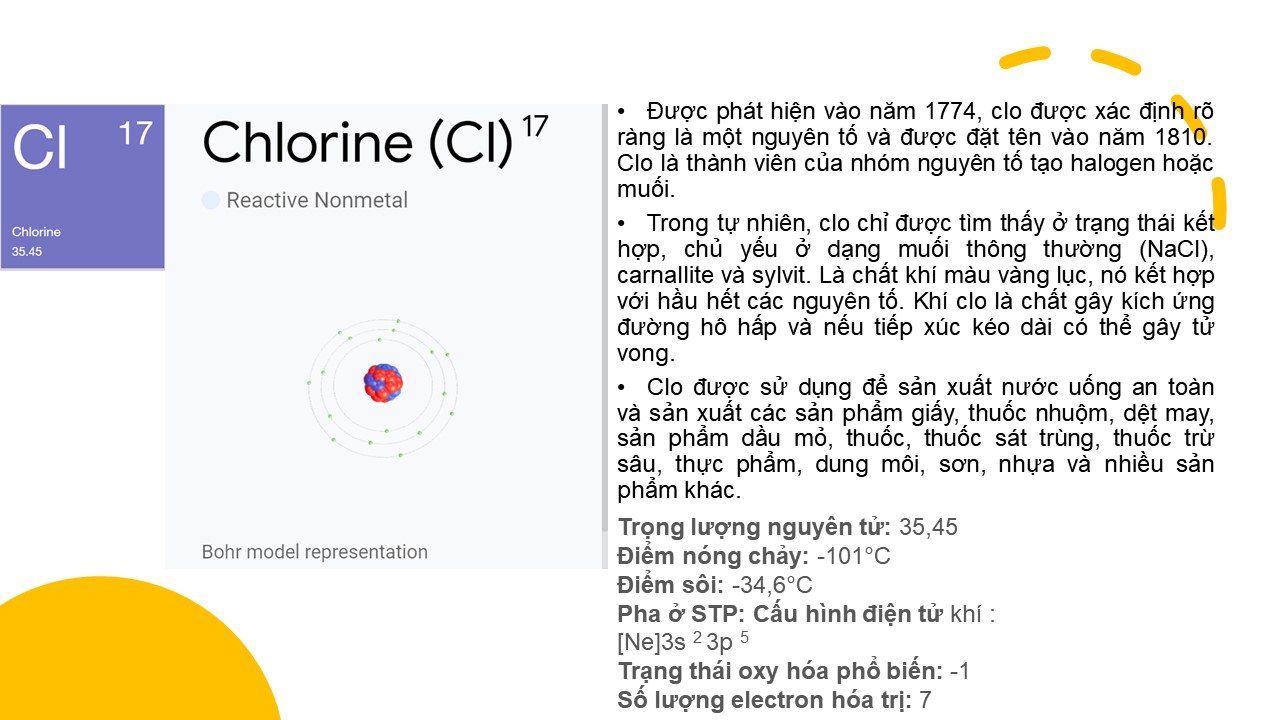 Cl 17
Chlorine
35.45
Chlorine (Cl) 17
Reactive Nonmetal
Bohr model representation
• Được phát hiện vào năm 1774, clo được xác định rõ
ràng là một nguyên tố và được đặt tên vào năm 1810.
Clo là thành viên của nhóm nguyên tố tạo halogen hoặc
muối.
• Trong tự nhiên, clo chỉ được tìm thấy ở trạng thái kết
hợp, chủ yếu ở dạng muối thông thường (NaCl),
carnallite và sylvit. Là chất khí màu vàng lục, nó kết hợp
với hầu hết các nguyên tố. Khí clo là chất gây kích ứng
đường hô hấp và nếu tiếp xúc kéo dài có thể gây tử
vong.
• Clo được sử dụng để sản xuất nước uống an toàn
và sản xuất các sản phẩm giấy, thuốc nhuộm, dệt may,
sản phẩm dầu mỏ, thuốc, thuốc sát trùng, thuốc trừ
sâu, thực phẩm, dung môi, sơn, nhựa và nhiều sản
phẩm khác.
Trọng lượng nguyên tử: 35,45
Điểm nóng chảy: -101°C
Điểm sôi: -34,6°C
Pha ở STP: Cấu hình điện tử khí :
[Ne]3s 2 3p 5
Trạng thái oxy hóa phổ biến: -1
Số lượng electron hóa trị: 7